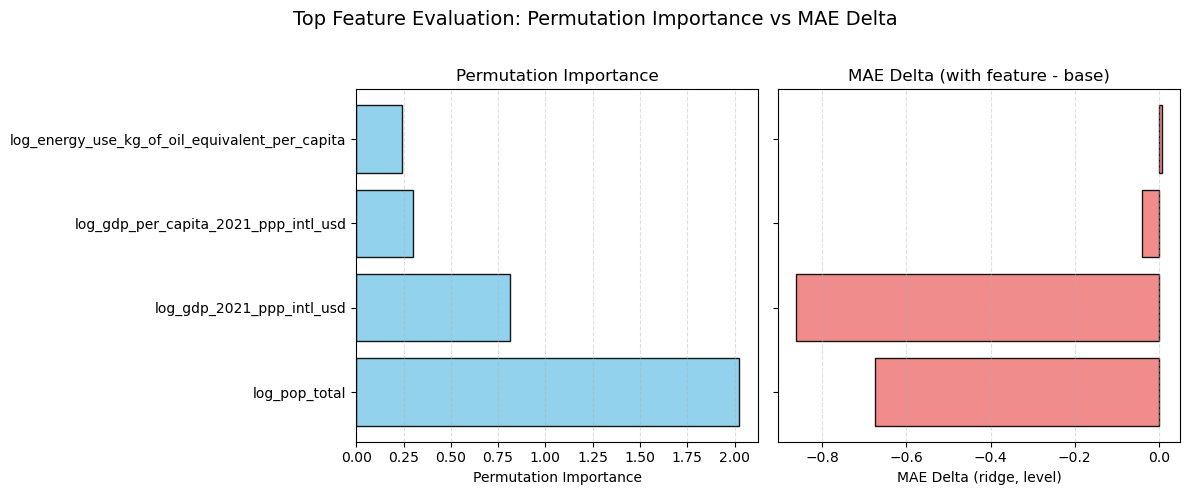 Top Feature Evaluation: Permutation Importance vs MAE Delta
Permutation Importance
MAE Delta (with feature - base)
log_energy_use_kg_of_oil_equivalent_per_capita
log_gdp_per_capita_2021_ppp_intl_usd
log_gdp_2021_ppp_intl_usd
log_pop_total
0.00 0.25 0.50 0.75 1.00 1.25 1.50 1.75 2.00
−0.8 −0.6 −0.4 −0.2 0.0
Permutation Importance
MAE Delta (ridge, level)